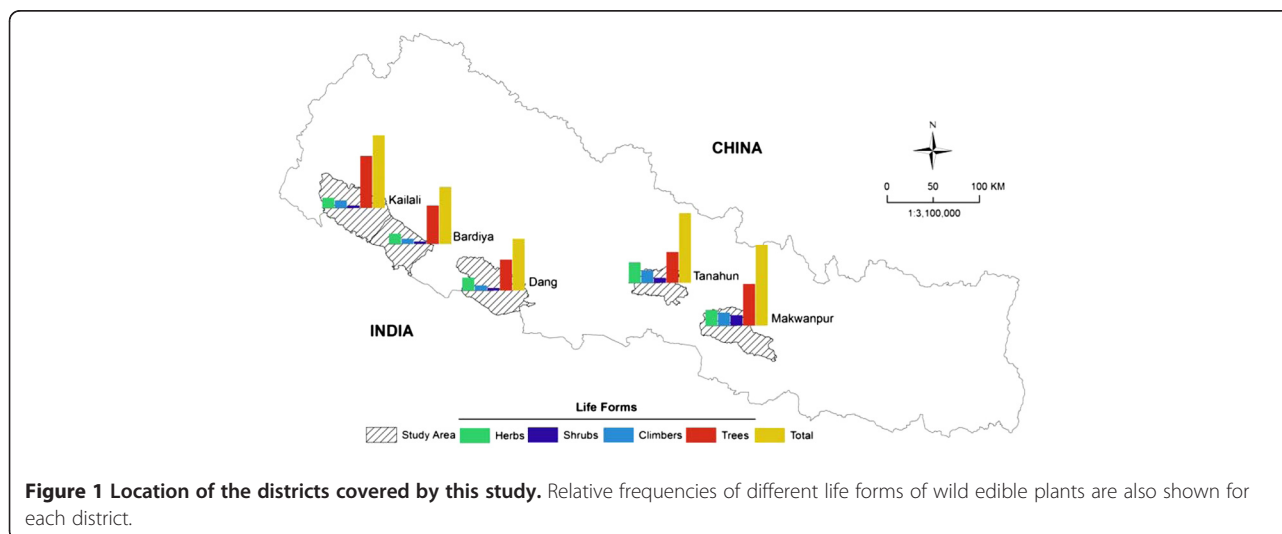 N
CHINA
0 50 100 KM
1:3,100,000
Kailali
Bardiya
Dang
Tanahun
Makwanpur
INDIA
Life Forms
Study Area Herbs Shrubs Climbers Trees Total
Figure 1 Location of the districts covered by this study. Relative frequencies of different life forms of wild edible plants are also shown for
each district.